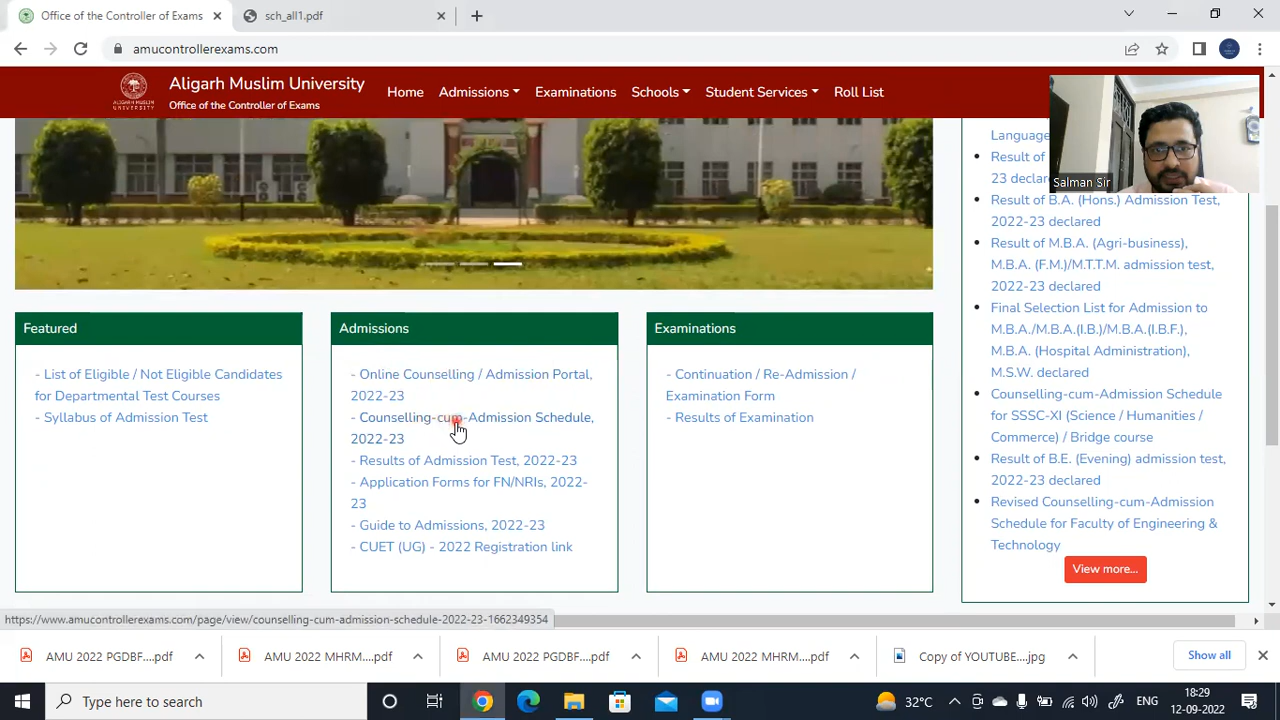 Office of the Controller of Exams
sch_all1.pdf
amucontrollerexams.com
Aligarh Muslim University
Office of the Controller of Exams
ALIGARH MUSLIM
UNIVERSITY
Home
Admissions
Examinations
Schools
Student Services
Roll List
Salman Sir
Featured
- List of Eligible / Not Eligible Candidates
for Departmental Test Courses
- Syllabus of Admission Test
Admissions
- Online Counselling / Admission Portal,
2022-23
- Counselling-cum-Admission Schedule,
2022-23
- Results of Admission Test, 2022-23
- Application Forms for FN/NRIs, 2022-
23
- Guide to Admissions, 2022-23
- CUET (UG) - 2022 Registration link
Examinations
- Continuation / Re-Admission /
Examination Form
- Results of Examination
Language
Result of
23 declare
Result of B.A. (Hons.) Admission Test,
2022-23 declared
Result of M.B.A. (Agri-business),
M.B.A. (F.M.)/M.T.T.M. admission test,
2022-23 declared
Final Selection List for Admission to
M.B.A./M.B.A.(I.B.)/M.B.A.(I.B.F.),
M.B.A. (Hospital Administration),
M.S.W. declared
Counselling-cum-Admission Schedule
for SSSC-XI (Science / Humanities /
Commerce) / Bridge course
Result of B.E. (Evening) admission test,
2022-23 declared
Revised Counselling-cum-Admission
Schedule for Faculty of Engineering &
Technology
View more...
https://www.amucontrollerexams.com/page/view/counselling-cum-admission-schedule-2022-23-1662349354
AMU 2022 PGDBF....pdf
AMU 2022 MHRM....pdf
AMU 2022 PGDBF....pdf
AMU 2022 MHRM....pdf
Copy of YOUTUBE....jpg
Show all
Type here to search
32°C
ENG
18:29
12-09-2022